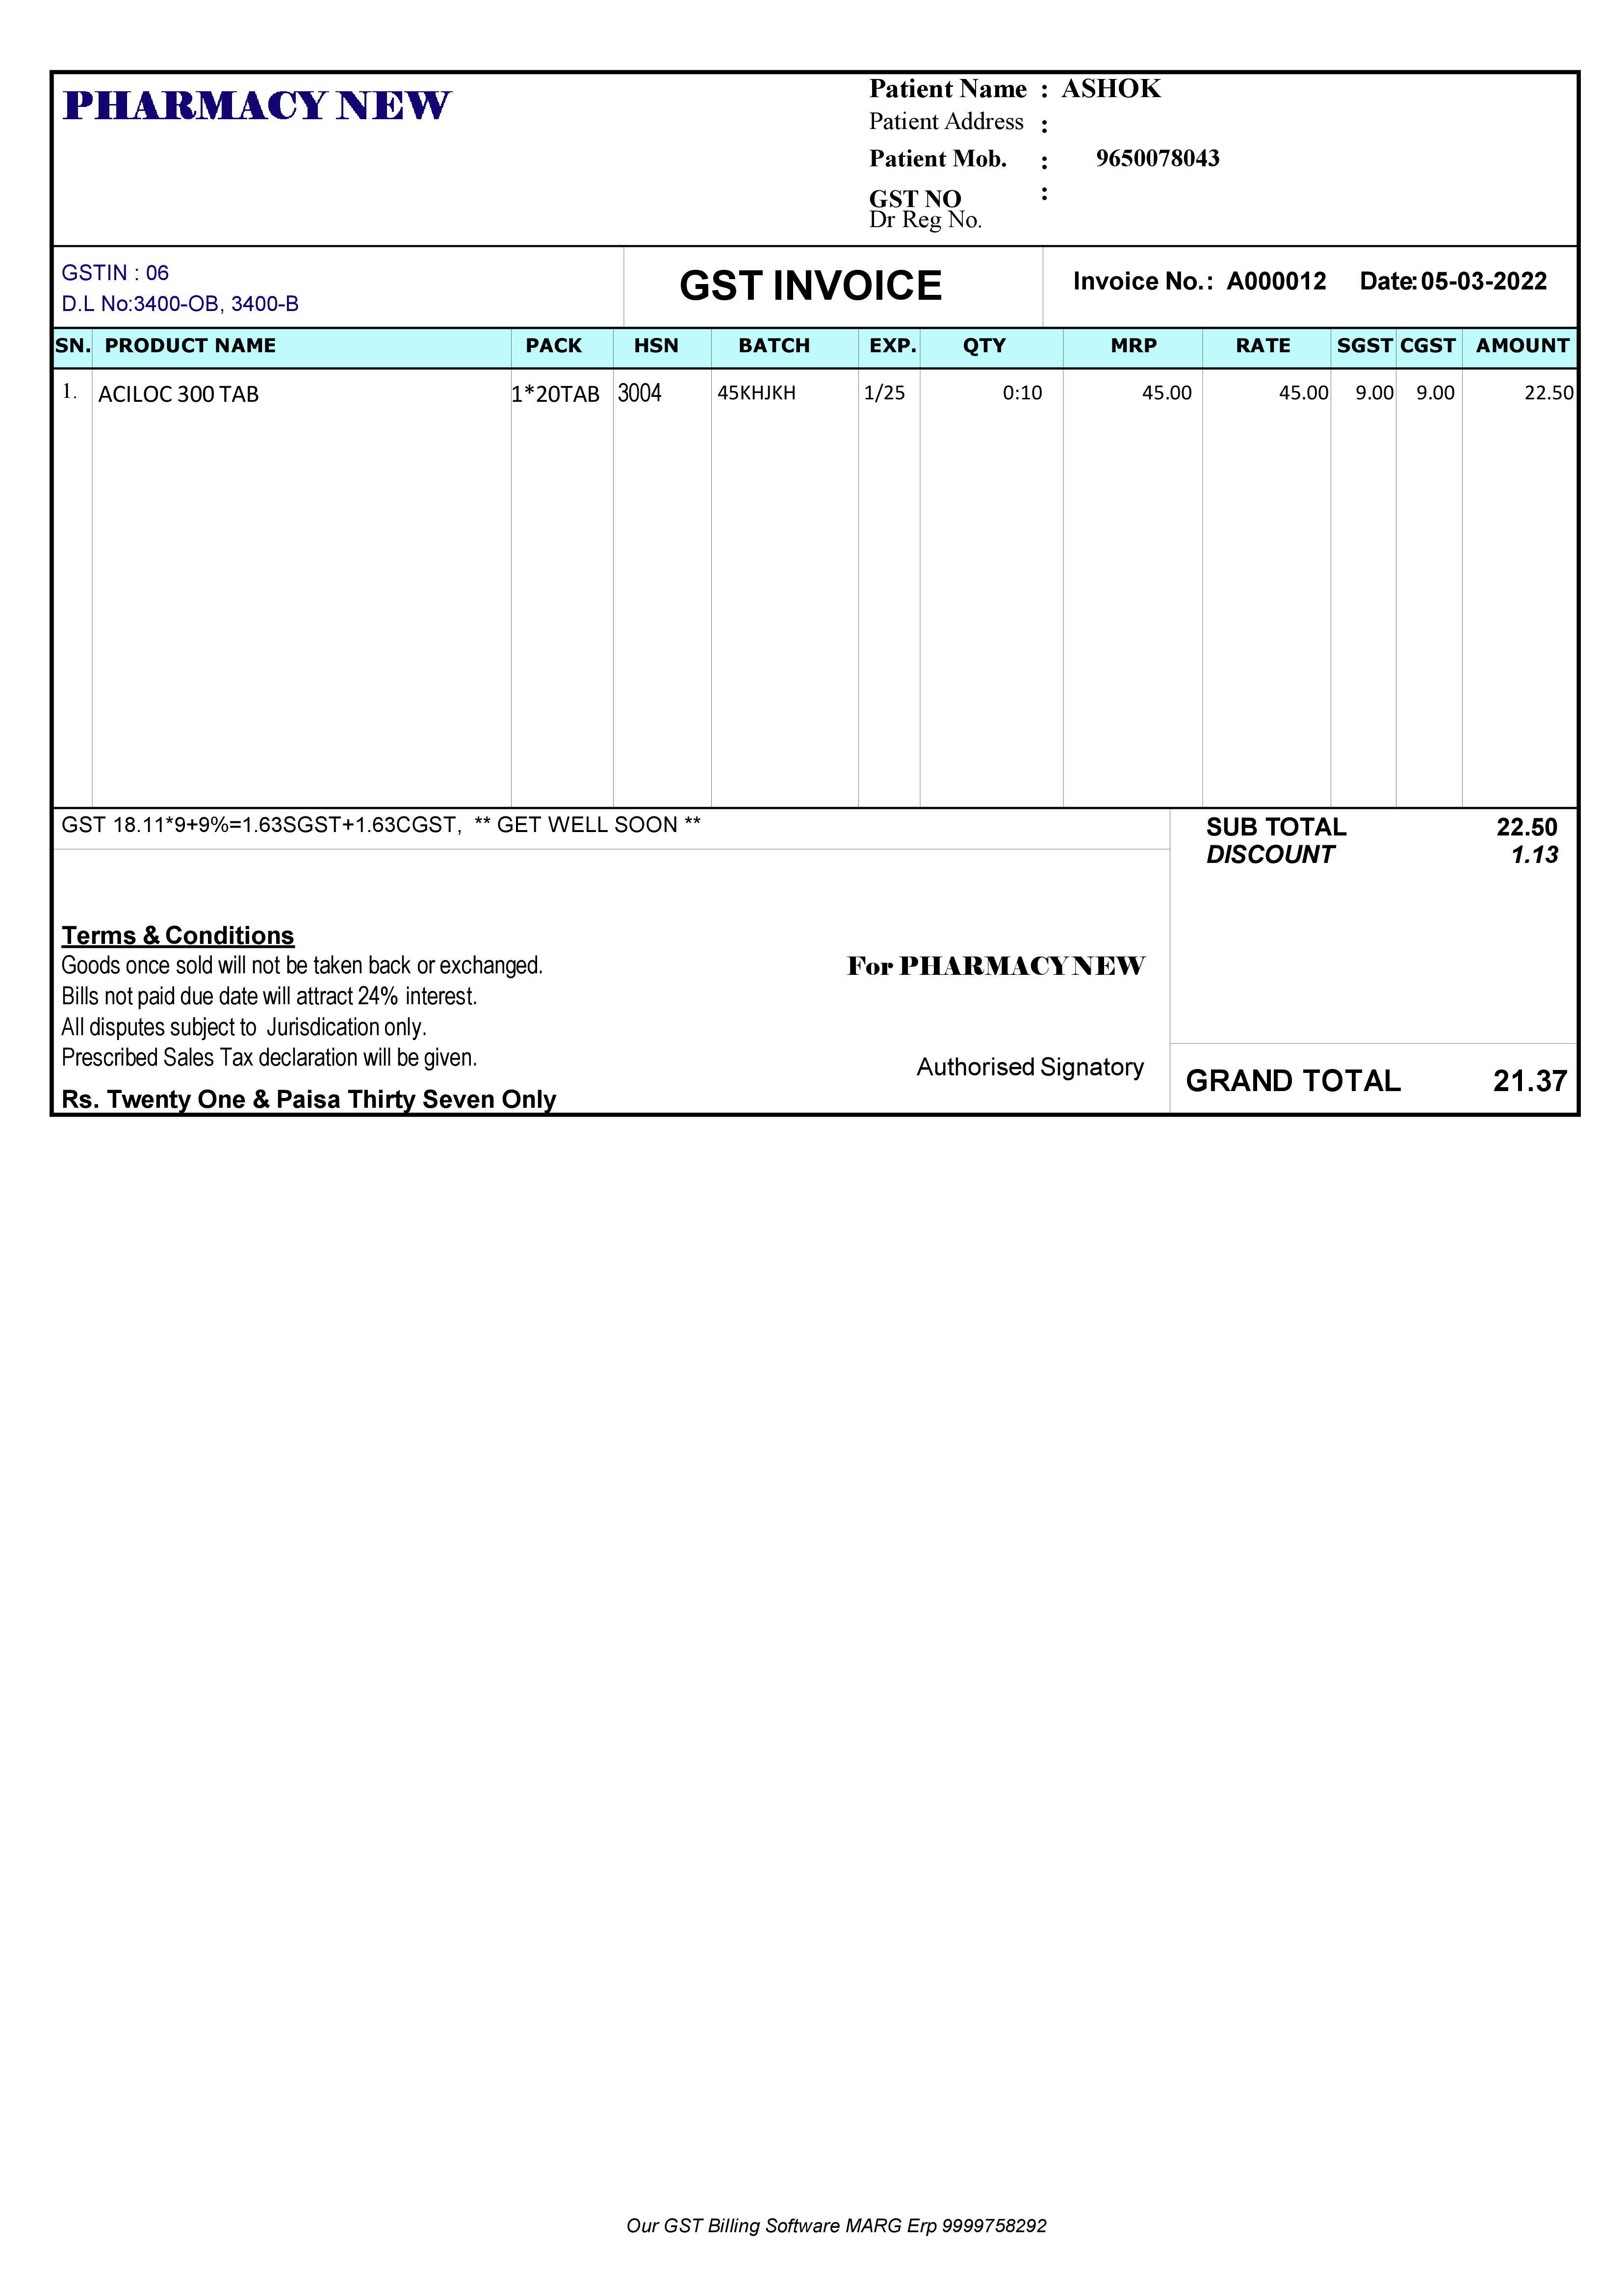 PHARMACY NEW
Patient Name : ASHOK
Patient Address :
Patient Mob. : 9650078043
GST NO :
Dr Reg No.
GSTIN : 06
D.L No:3400-OB, 3400-B
GST INVOICE
Invoice No.: A000012 Date:05-03-2022
SN. PRODUCT NAME PACK HSN BATCH EXP. QTY MRP RATE SGST CGST AMOUNT
1. ACILOC 300 TAB 1*20TAB 3004 45KHJKH 1/25 0:10 45.00 45.00 9.00 9.00 22.50
GST 18.11*9+9%=1.63SGST+1.63CGST, ** GET WELL SOON **
SUB TOTAL 22.50
DISCOUNT 1.13
Terms & Conditions
Goods once sold will not be taken back or exchanged.
Bills not paid due date will attract 24% interest.
All disputes subject to Jurisdication only.
Prescribed Sales Tax declaration will be given.
For PHARMACY NEW
Authorised Signatory
Rs. Twenty One & Paisa Thirty Seven Only
GRAND TOTAL 21.37
Our GST Billing Software MARG Erp 9999758292